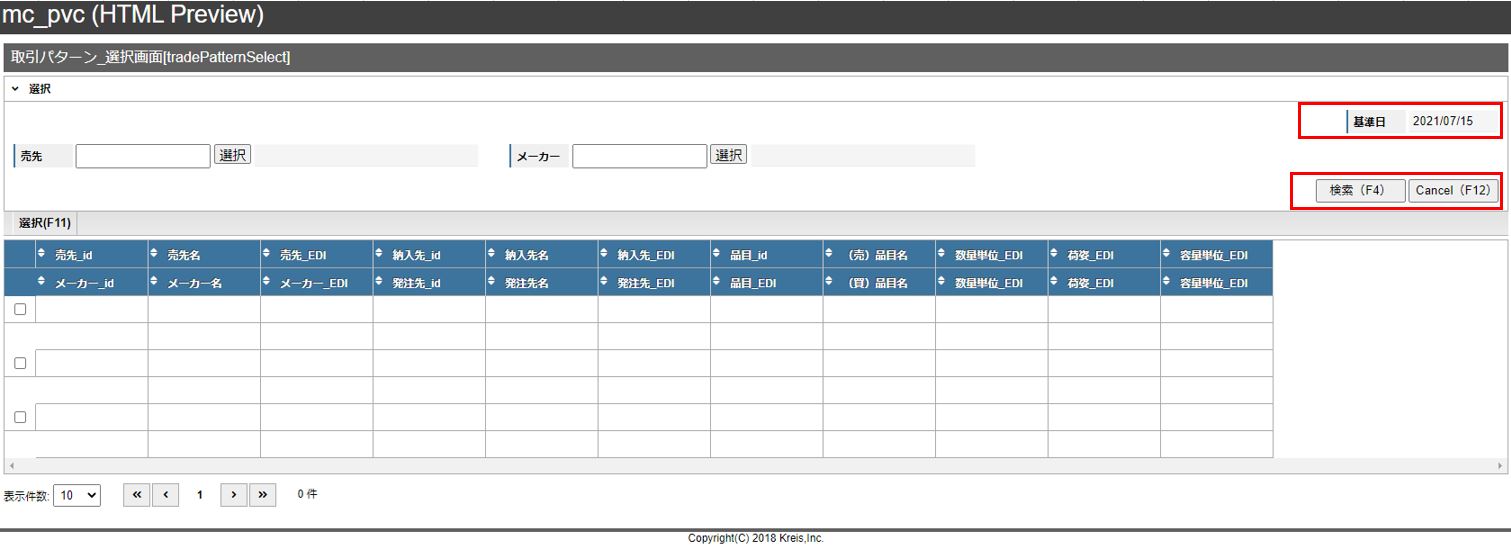 mc_pvc (HTML Preview)
取引パターン_選択画面[tradePatternSelect]
選択
基準日 2021/07/15
売先 選択 メーカー 選択
検索（F4） Cancel（F12）
選択(F11)
売先_id 売先名 売先_EDI 納入先_id 納入先名 納入先_EDI 品目_id （売）品目名 数量単位_EDI 荷姿_EDI 容量単位_EDI
メーカー_id メーカー名 メーカー_EDI 発注先_id 発注先名 発注先_EDI 品目_EDI （買）品目名 数量単位_EDI 荷姿_EDI 容量単位_EDI
表示件数: 10 « ‹ 1 › » 0 件
Copyright(C) 2018 Kreis,Inc.